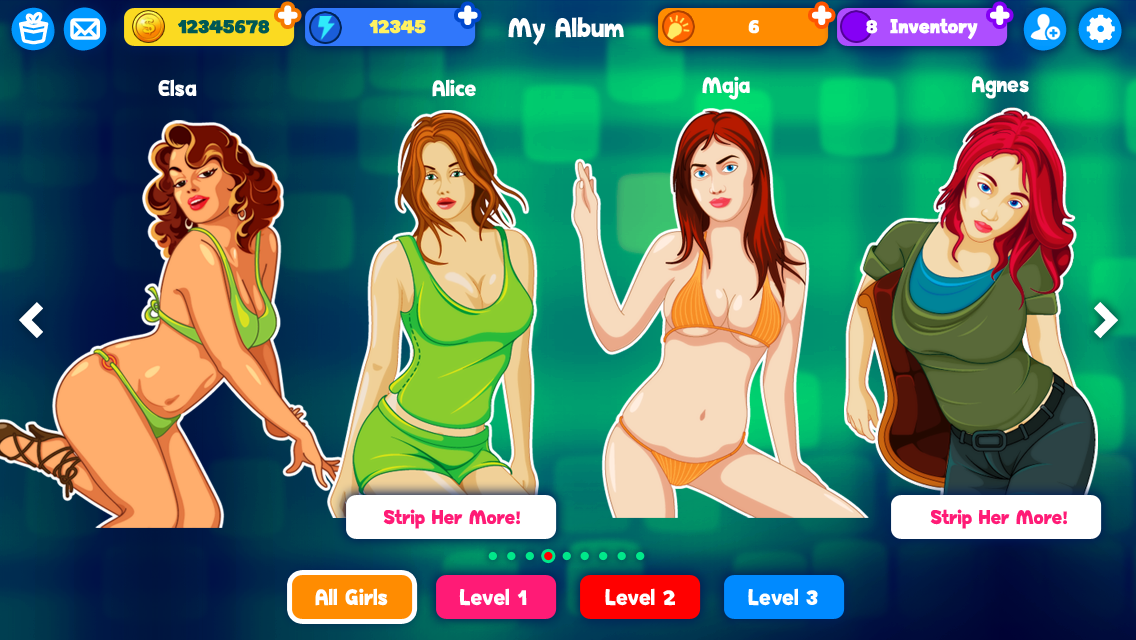 12345678
12345
My Album
6
8 Inventory
Elsa
Alice
Maja
Agnes
Strip Her More!
Strip Her More!
All Girls
Level 1
Level 2
Level 3